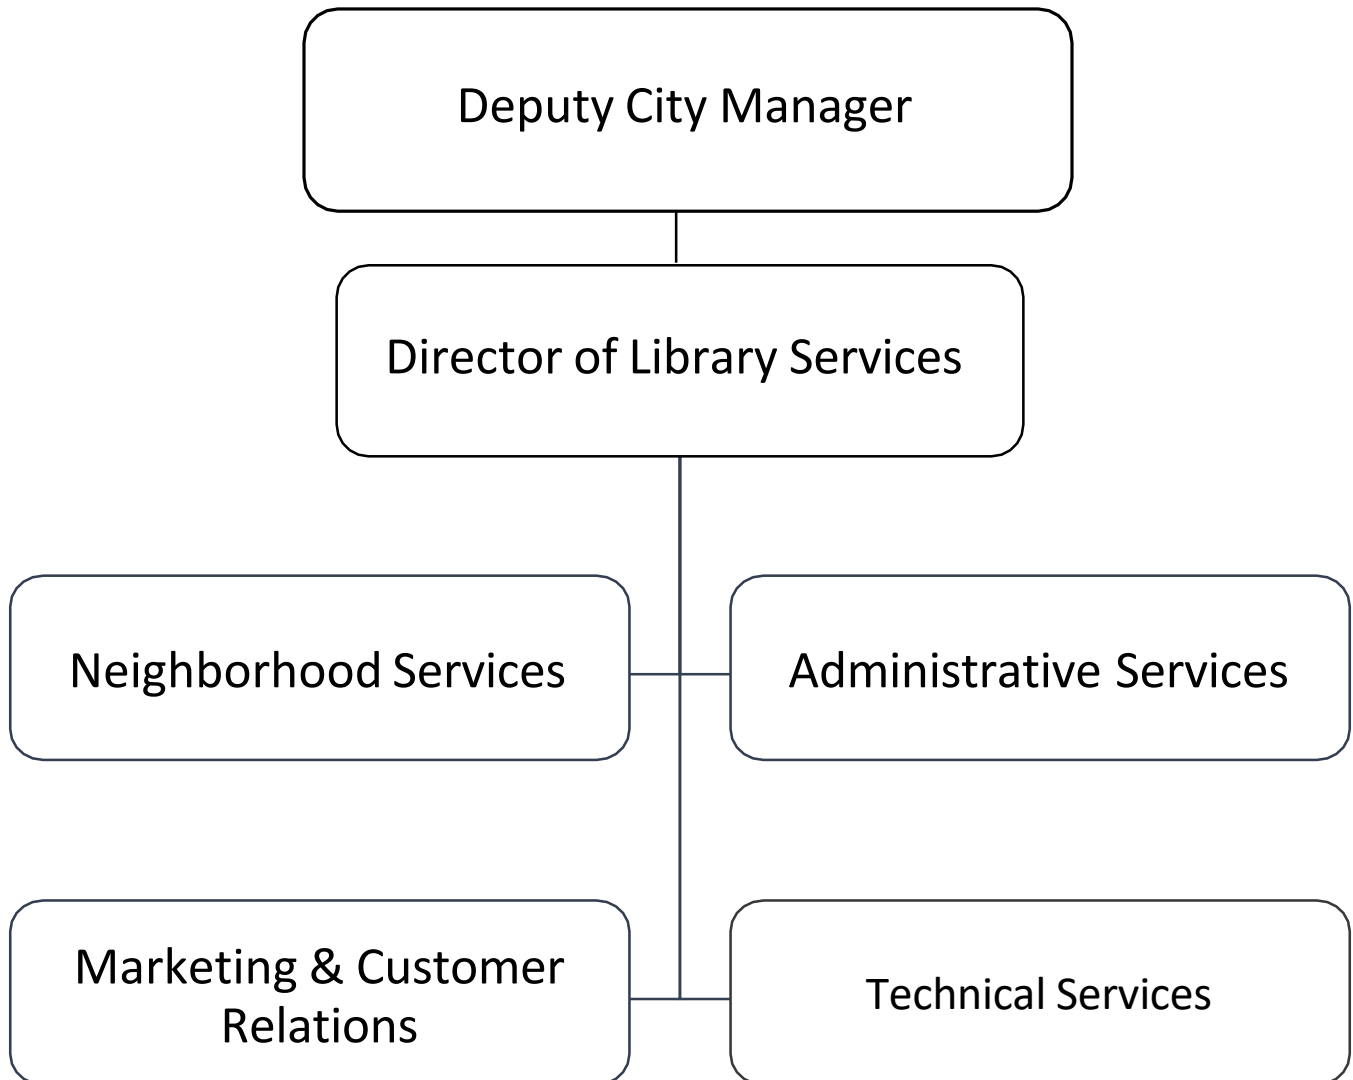 Deputy City Manager
Director of Library Services
Neighborhood Services
Administrative Services
Marketing & Customer
Relations
Technical Services